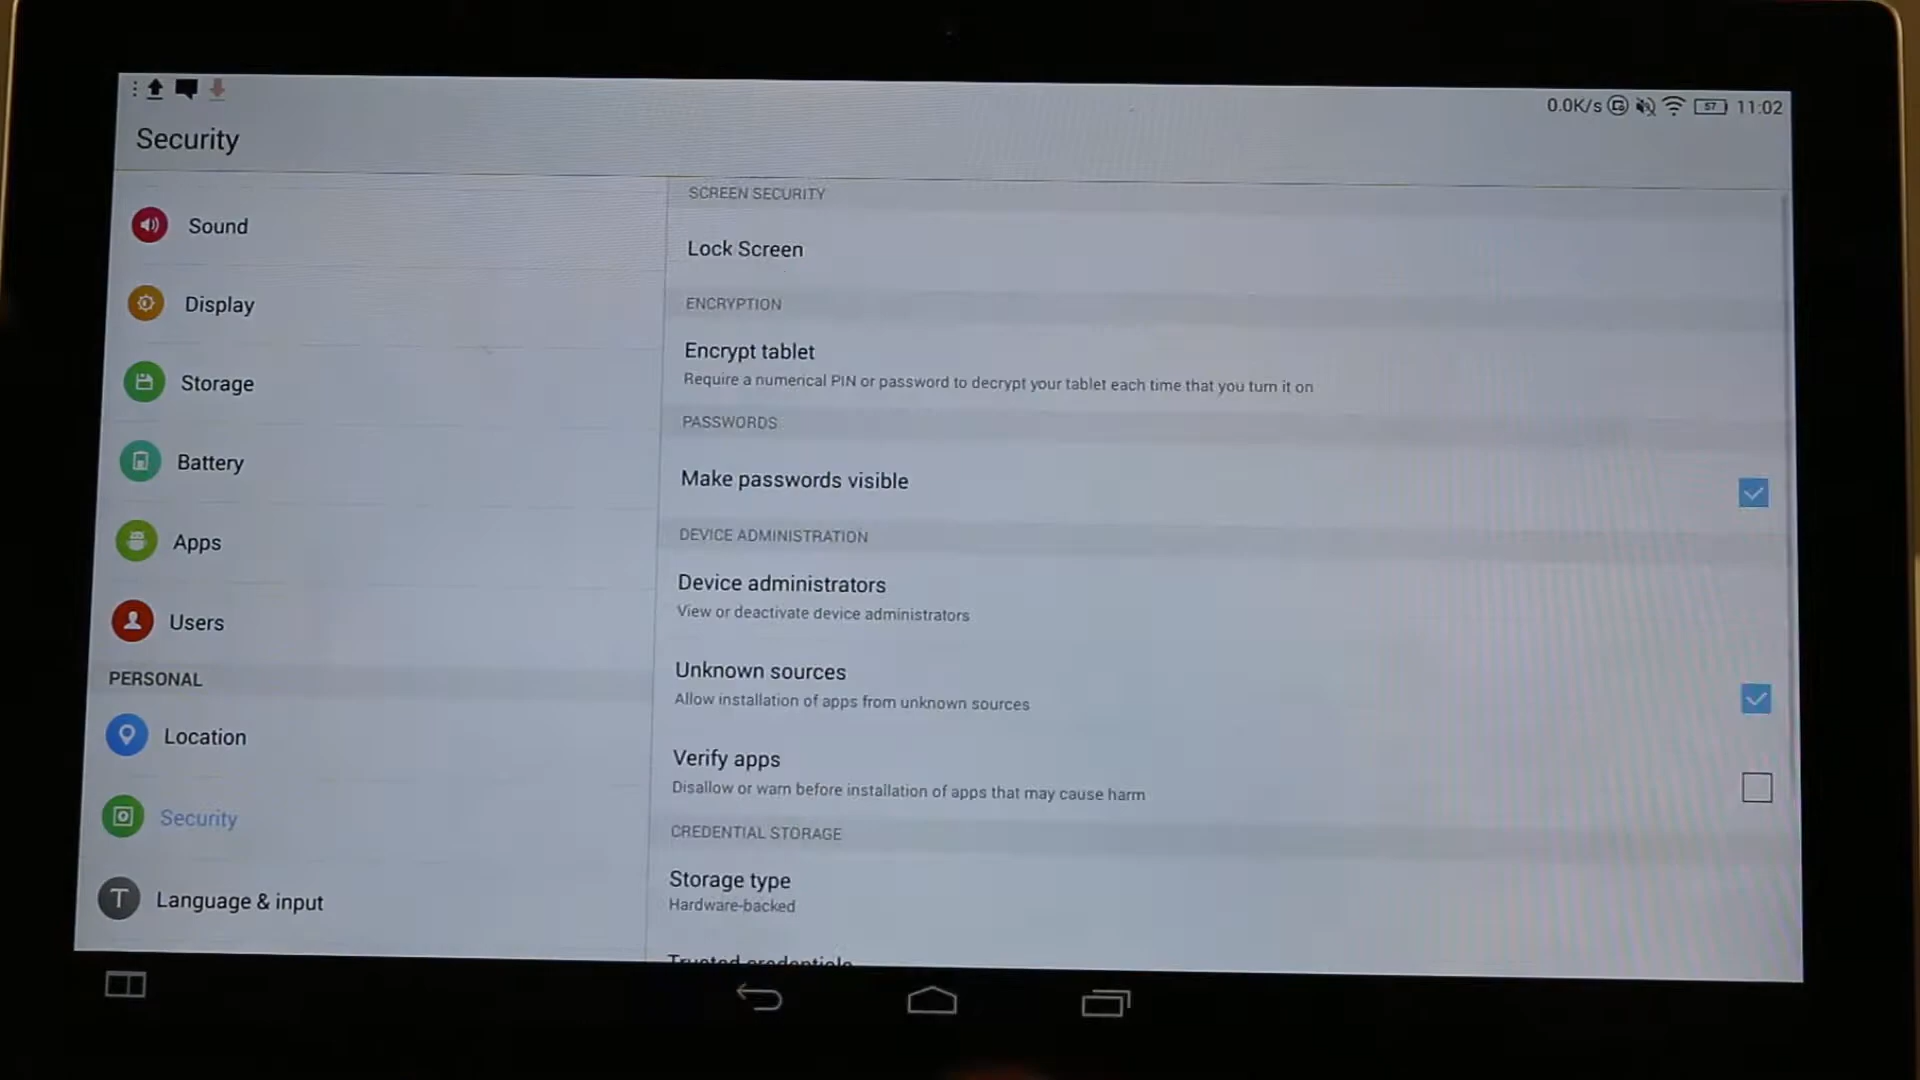 0.0K/s 57 11:02
Security
Sound
Display
Storage
Battery
Apps
Users
PERSONAL
Location
Security
Language & input
SCREEN SECURITY
Lock Screen
ENCRYPTION
Encrypt tablet
Require a numerical PIN or password to decrypt your tablet each time that you turn it on
PASSWORDS
Make passwords visible
DEVICE ADMINISTRATION
Device administrators
View or deactivate device administrators
Unknown sources
Allow installation of apps from unknown sources
Verify apps
Disallow or warn before installation of apps that may cause harm
CREDENTIAL STORAGE
Storage type
Hardware-backed
Trusted credentials